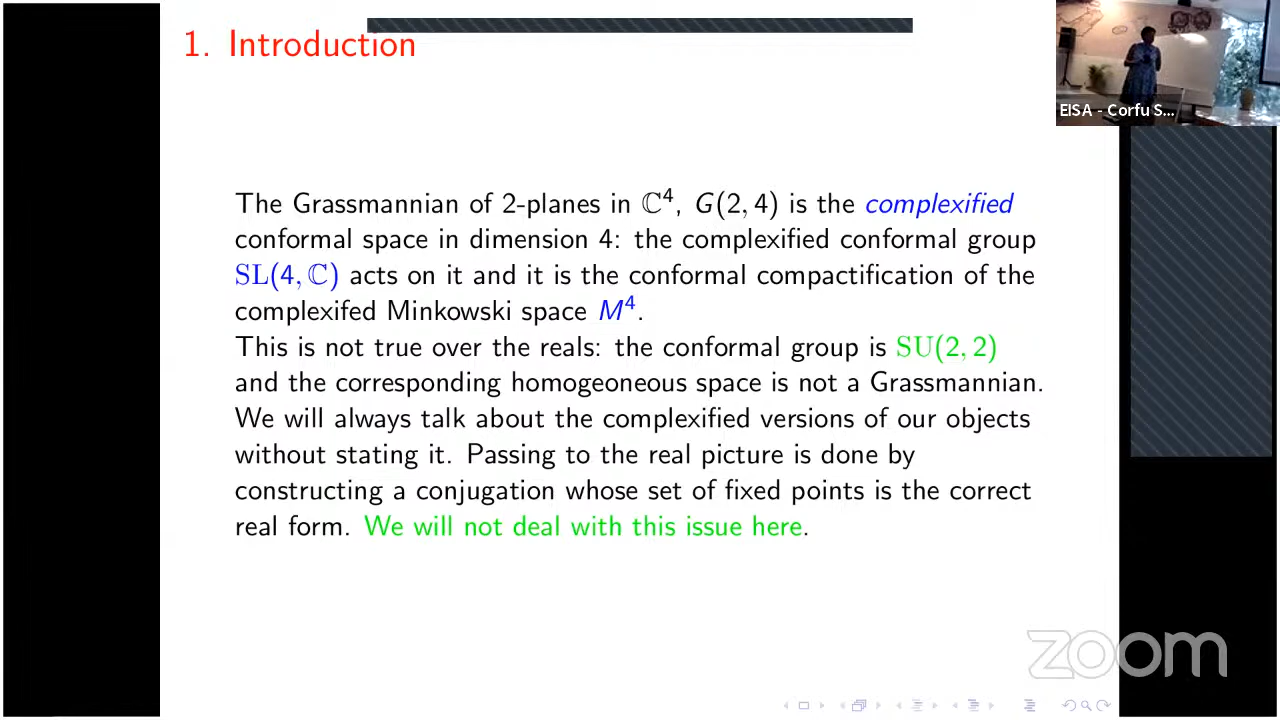 1. Introduction
EISA - Corfu S...
The Grassmannian of 2-planes in ℂ⁴, G(2, 4) is the complexified
conformal space in dimension 4: the complexified conformal group
SL(4, ℂ) acts on it and it is the conformal compactification of the
complexifed Minkowski space M⁴.
This is not true over the reals: the conformal group is SU(2, 2)
and the corresponding homogeoneous space is not a Grassmannian.
We will always talk about the complexified versions of our objects
without stating it. Passing to the real picture is done by
constructing a conjugation whose set of fixed points is the correct
real form. We will not deal with this issue here.
zoom